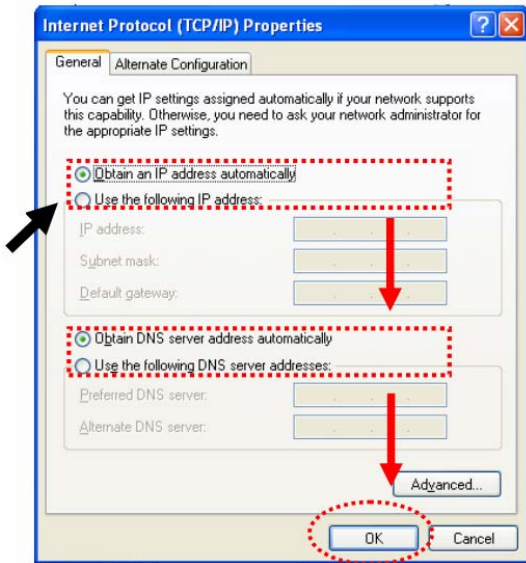 Internet Protocol (TCP/IP) Properties
General
Alternate Configuration
You can get IP settings assigned automatically if your network supports
this capability. Otherwise, you need to ask your network administrator for
the appropriate IP settings.
Obtain an IP address automatically
Use the following IP address:
IP address:
Subnet mask:
Default gateway:
Obtain DNS server address automatically
Use the following DNS server addresses:
Preferred DNS server:
Alternate DNS server:
Advanced...
OK
Cancel